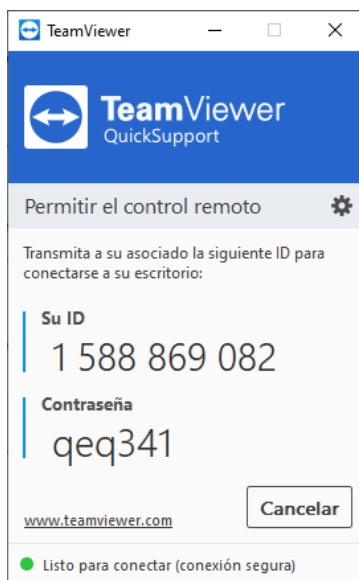 TeamViewer
TeamViewer
QuickSupport
Permitir el control remoto
Transmita a su asociado la siguiente ID para
conectarse a su escritorio:
Su ID
1 588 869 082
Contraseña
qeq341
Cancelar
www.teamviewer.com
Listo para conectar (conexión segura)